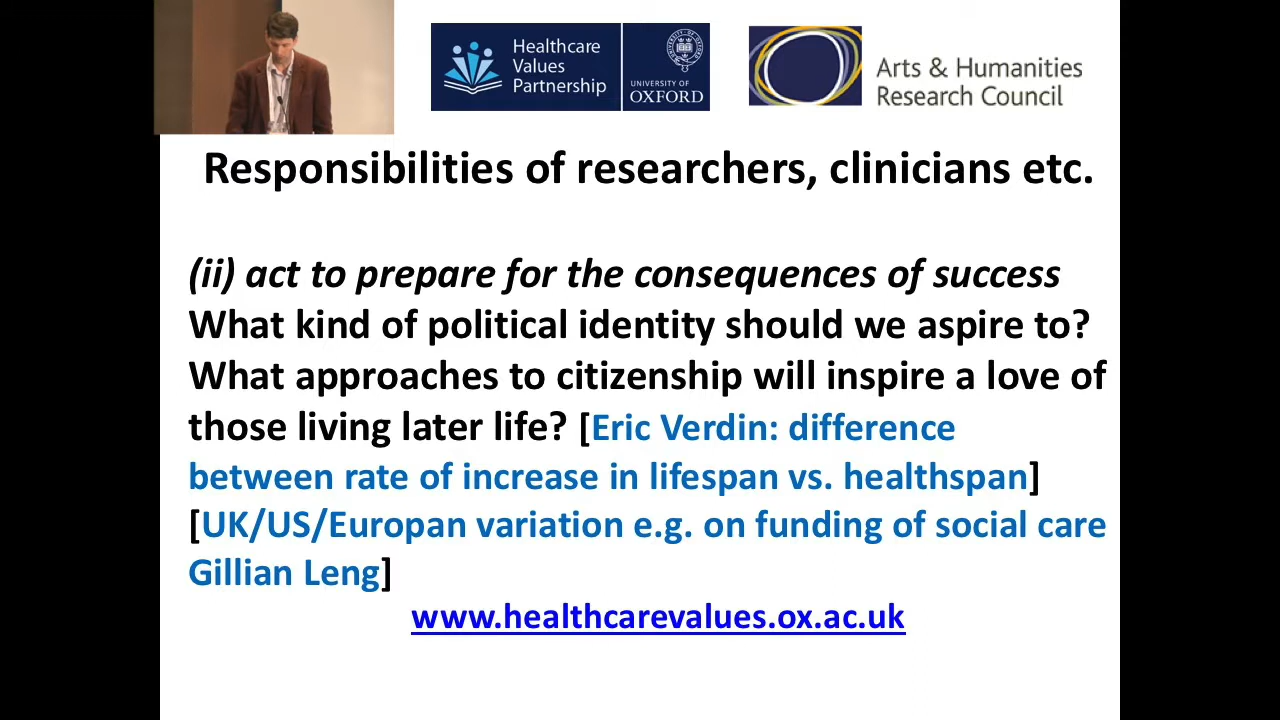 Healthcare
Values
Partnership
UNIVERSITY OF
OXFORD
Arts & Humanities
Research Council
Responsibilities of researchers, clinicians etc.
(ii) act to prepare for the consequences of success
What kind of political identity should we aspire to?
What approaches to citizenship will inspire a love of
those living later life? [Eric Verdin: difference
between rate of increase in lifespan vs. healthspan]
[UK/US/Europan variation e.g. on funding of social care
Gillian Leng]
www.healthcarevalues.ox.ac.uk